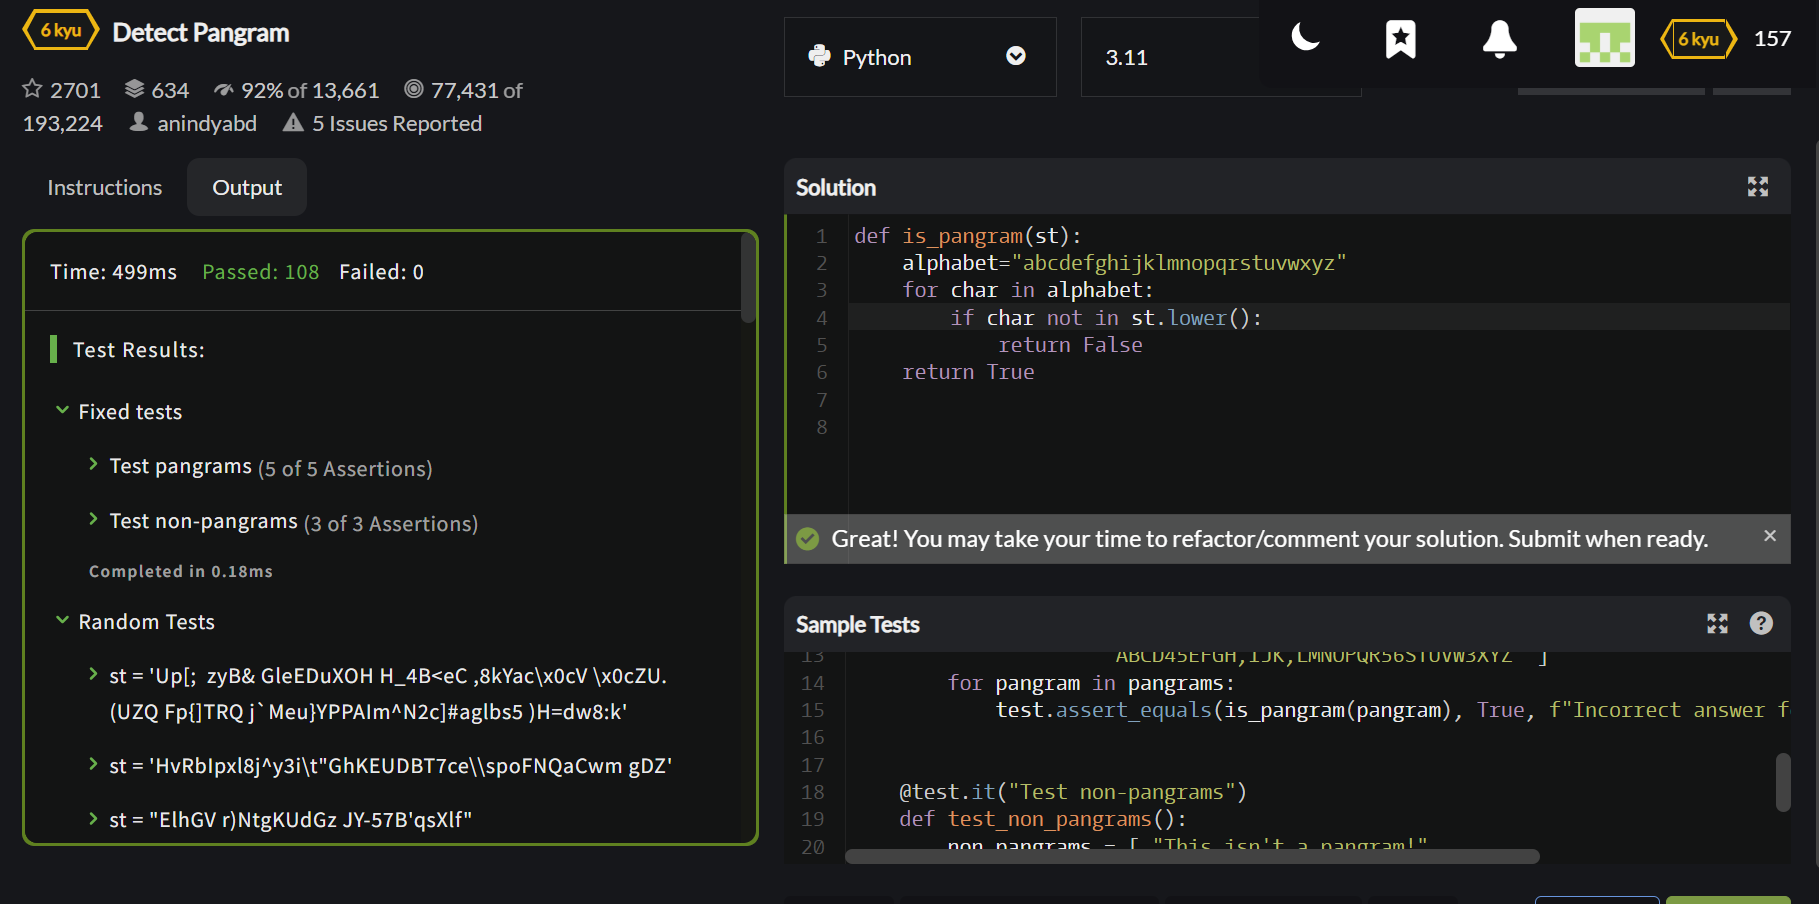 6 kyu Detect Pangram
2701 634 92% of 13,661 77,431 of
193,224 anindyabd 5 Issues Reported
Instructions Output
Time: 499ms Passed: 108 Failed: 0
Test Results:
Fixed tests
Test pangrams (5 of 5 Assertions)
Test non-pangrams (3 of 3 Assertions)
Completed in 0.18ms
Random Tests
st = 'Up[;  zyB& GleEDuXOH H_4B<eC ,8kYac\x0cV \x0cZU.
(UZQ Fp{]TRQ j`Meu}YPPAIm^N2c]#aglbs5 )H=dw8:k'
st = 'HvRbIpxl8j^y3i\t"GhKEUDBT7ce\\spoFNQaCwm gDZ'
st = "ElhGV r)NtgKUdGz JY-57B'qsXlf"
Python 3.11 6 kyu 157
Solution
1 def is_pangram(st):
2 alphabet="abcdefghijklmnopqrstuvwxyz"
3 for char in alphabet:
4 if char not in st.lower():
5 return False
6 return True
7
8
Great! You may take your time to refactor/comment your solution. Submit when ready.
Sample Tests
13 ABCD45EFGH,IJK,LMNOPQR56STUVW3XYZ" ]
14 for pangram in pangrams:
15 test.assert_equals(is_pangram(pangram), True, f"Incorrect answer f
16
17
18 @test.it("Test non-pangrams")
19 def test_non_pangrams():
20 non_pangrams = [ "This isn't a pangram!"